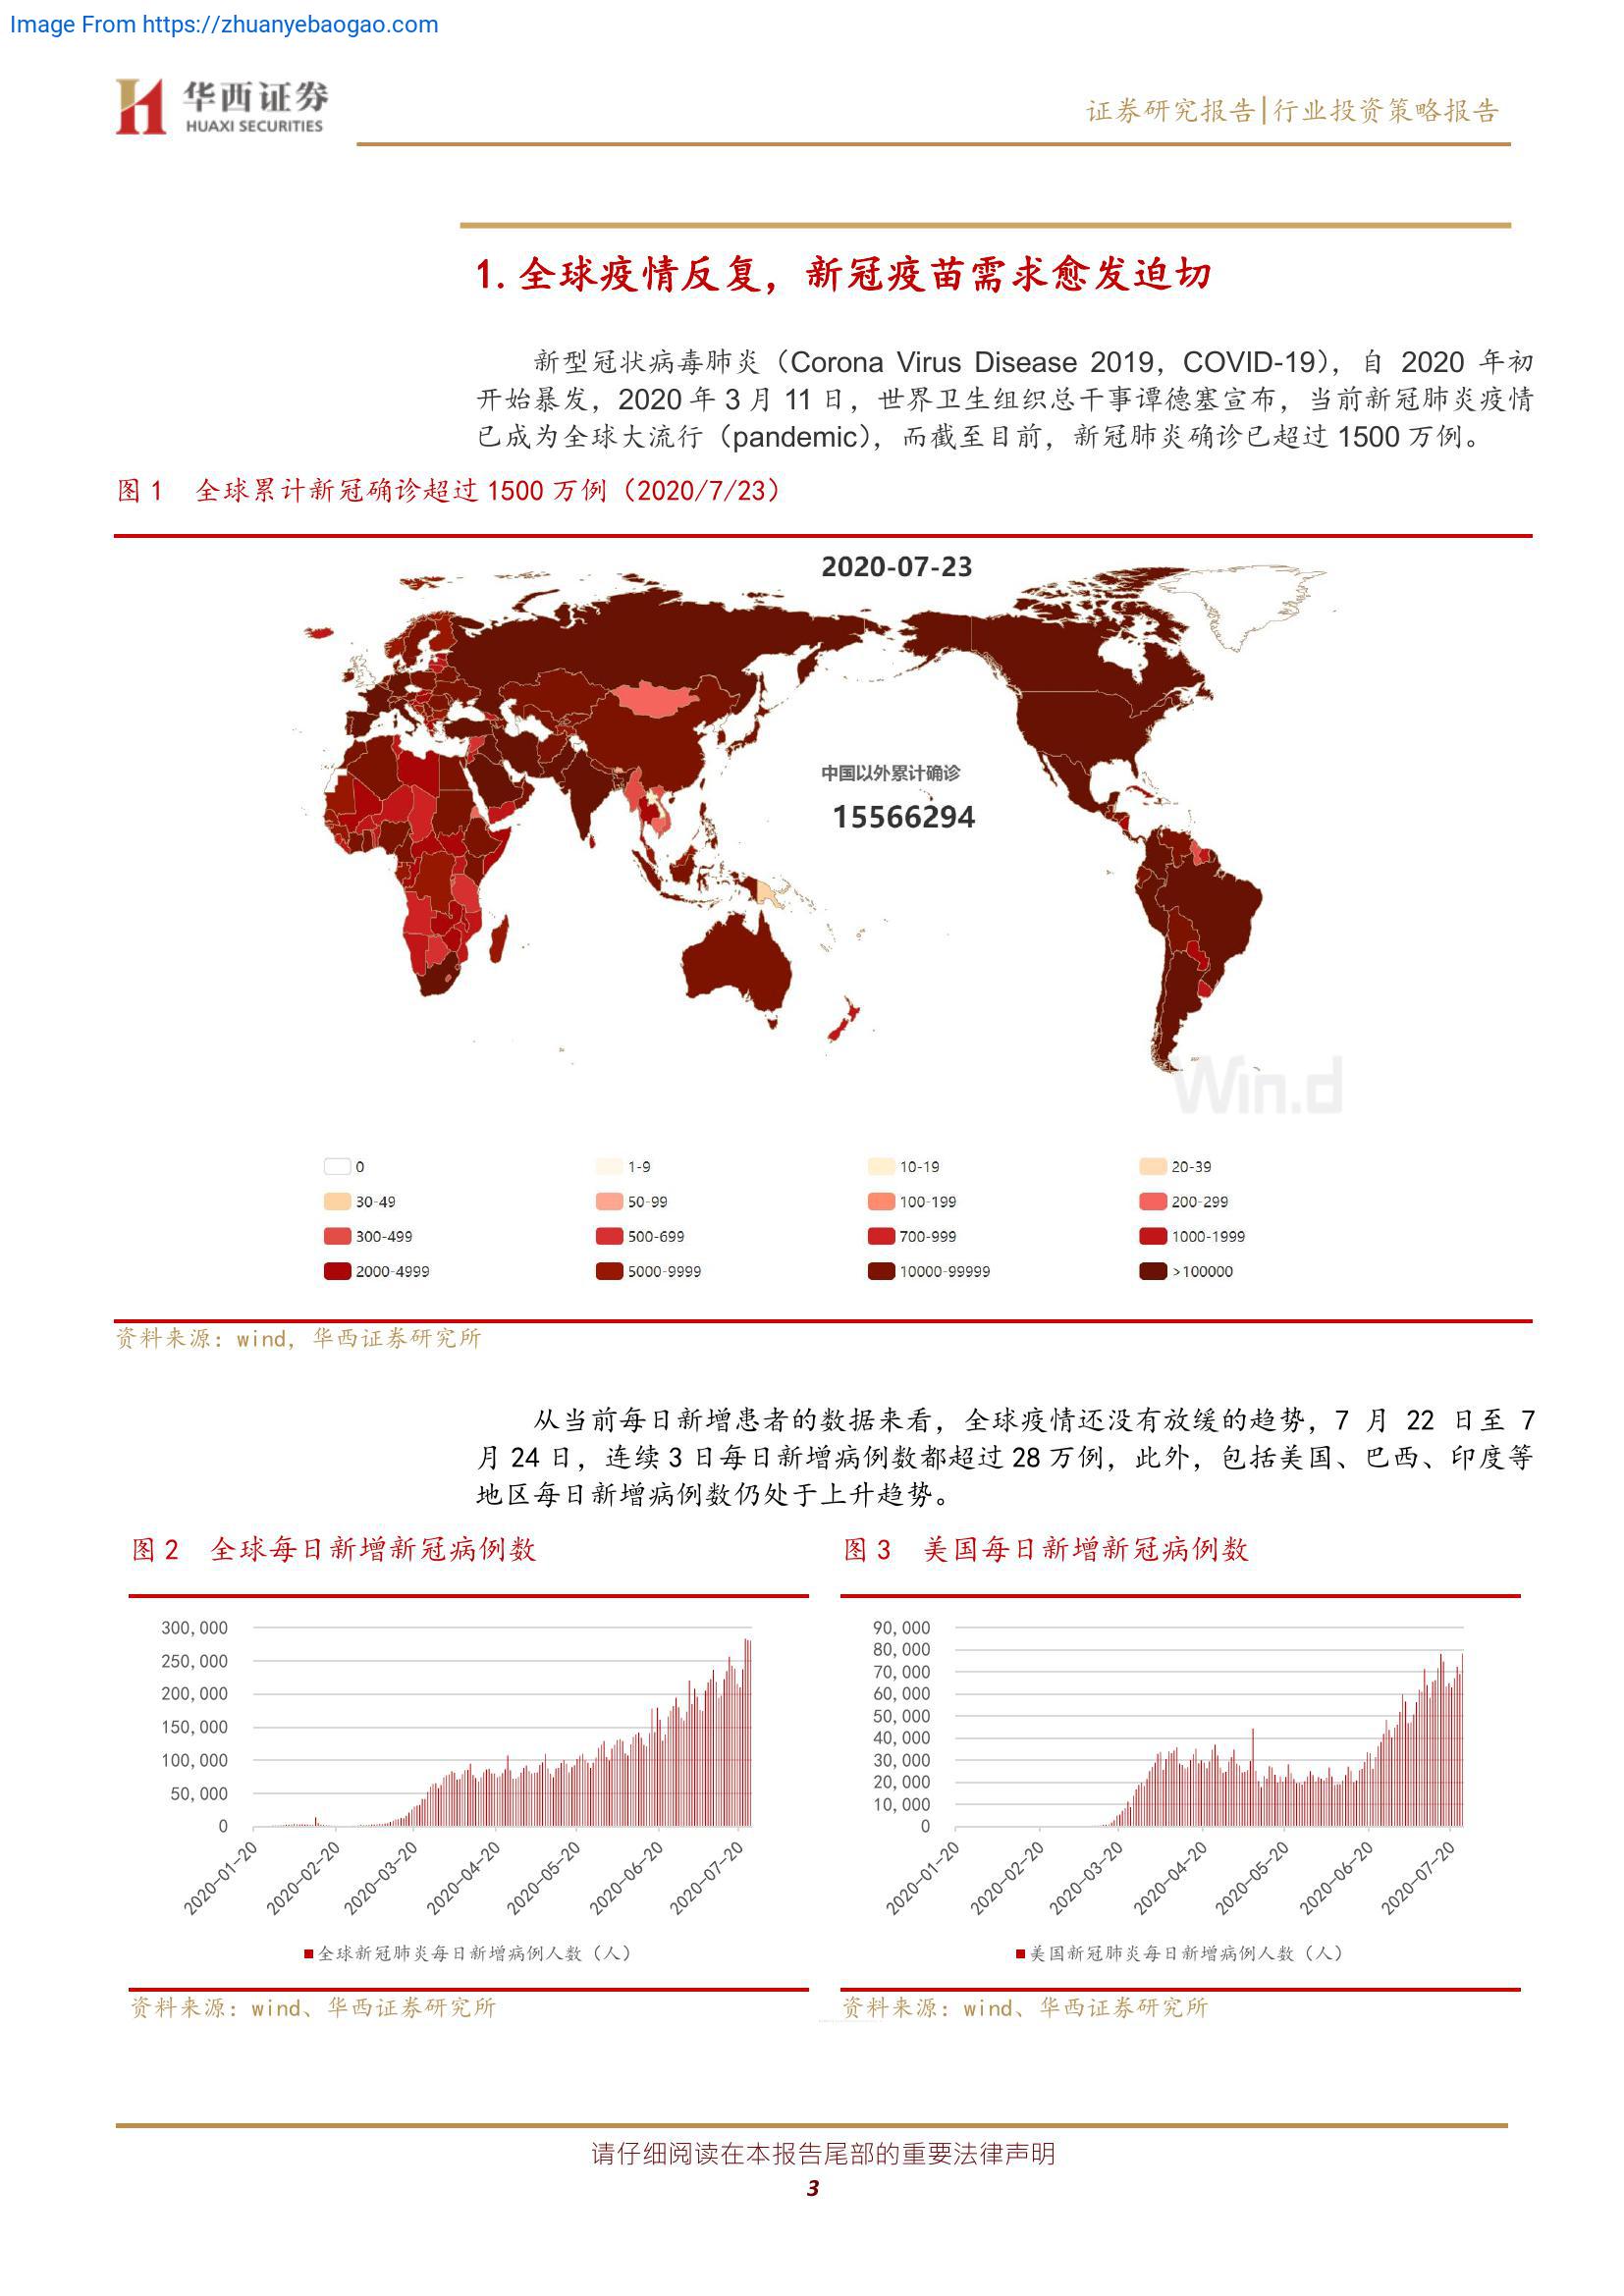 Image From https://zhuanyebaogao.com
华西证券
HUAXI SECURITIES
证券研究报告|行业投资策略报告
1. 全球疫情反复，新冠疫苗需求愈发迫切
新型冠状病毒肺炎（Corona Virus Disease 2019，COVID-19），自 2020 年初
开始暴发，2020 年 3 月 11 日，世界卫生组织总干事谭德塞宣布，当前新冠肺炎疫情
已成为全球大流行（pandemic），而截至目前，新冠肺炎确诊已超过 1500 万例。
图 1 全球累计新冠确诊超过 1500 万例（2020/7/23）
2020-07-23
中国以外累计确诊
15566294
Win.d
0 1-9 10-19 20-39
30-49 50-99 100-199 200-299
300-499 500-699 700-999 1000-1999
2000-4999 5000-9999 10000-99999 >100000
资料来源：wind，华西证券研究所
从当前每日新增患者的数据来看，全球疫情还没有放缓的趋势，7 月 22 日至 7
月 24 日，连续 3 日每日新增病例数都超过 28 万例，此外，包括美国、巴西、印度等
地区每日新增病例数仍处于上升趋势。
图 2 全球每日新增新冠病例数
300,000
250,000
200,000
150,000
100,000
50,000
0
2020-01-20 2020-02-20 2020-03-20 2020-04-20 2020-05-20 2020-06-20 2020-07-20
全球新冠肺炎每日新增病例人数（人）
资料来源：wind、华西证券研究所
图 3 美国每日新增新冠病例数
90,000
80,000
70,000
60,000
50,000
40,000
30,000
20,000
10,000
0
2020-01-20 2020-02-20 2020-03-20 2020-04-20 2020-05-20 2020-06-20 2020-07-20
美国新冠肺炎每日新增病例人数（人）
资料来源：wind、华西证券研究所
请仔细阅读在本报告尾部的重要法律声明
3